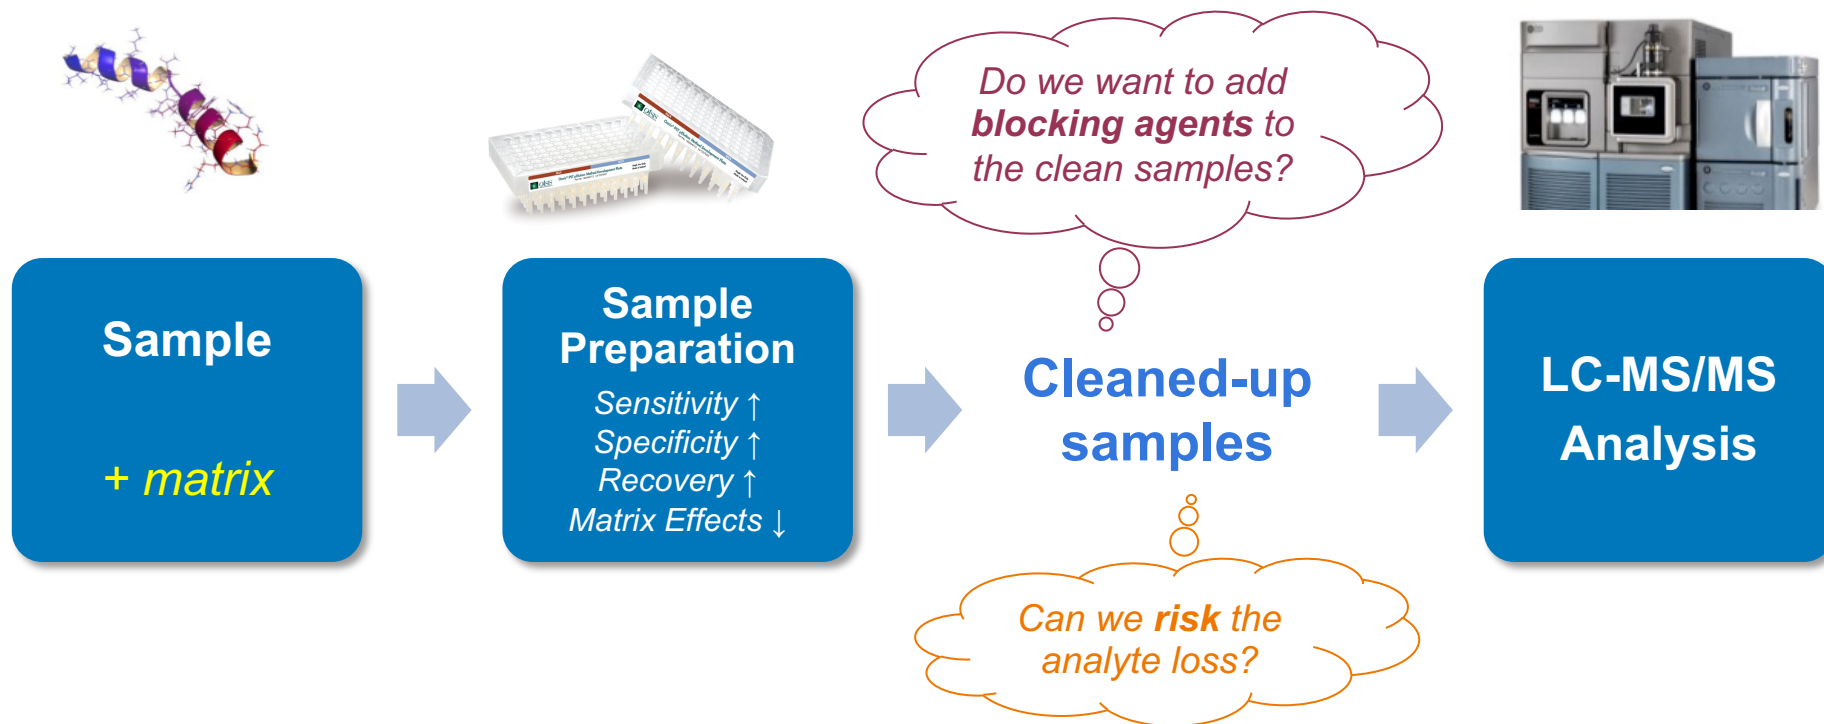 Do we want to add
blocking agents to
the clean samples?
Sample
+ matrix
Sample
Preparation
Sensitivity ↑
Specificity ↑
Recovery ↑
Matrix Effects ↓
Cleaned-up
samples
LC-MS/MS
Analysis
Can we risk the
analyte loss?